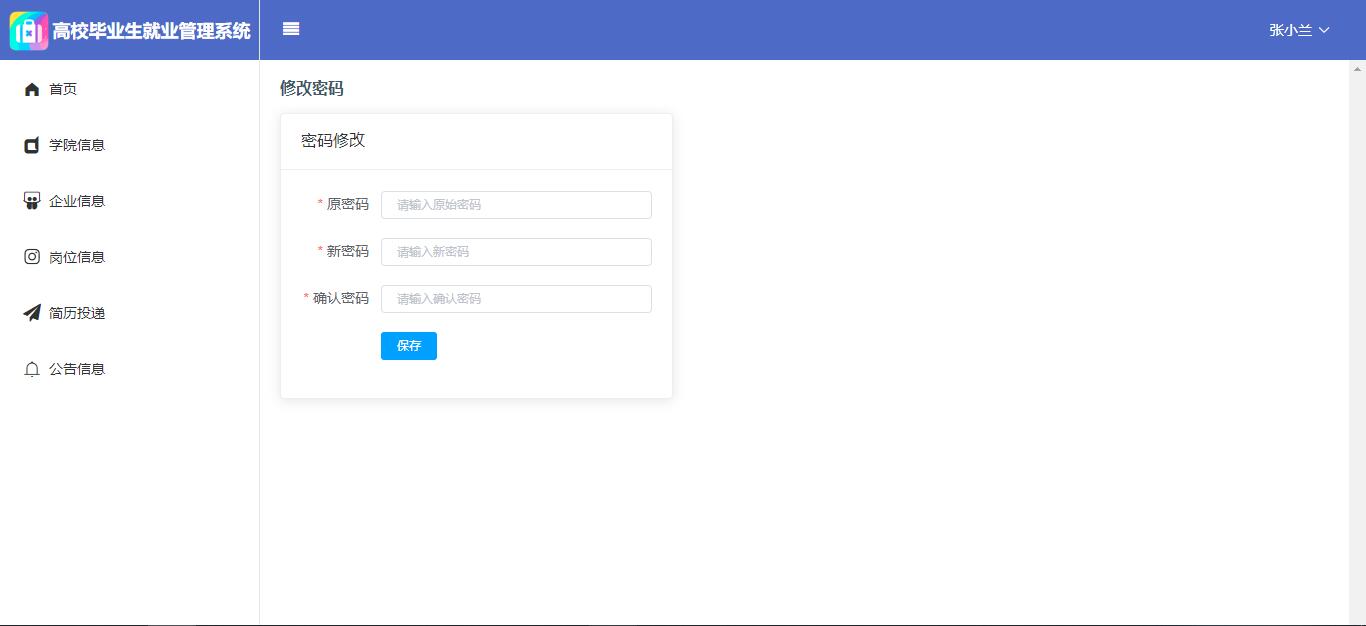 高校毕业生就业管理系统
张小兰
首页
学院信息
企业信息
岗位信息
简历投递
公告信息
修改密码
密码修改
* 原密码 请输入原始密码
* 新密码 请输入新密码
* 确认密码 请输入确认密码
保存